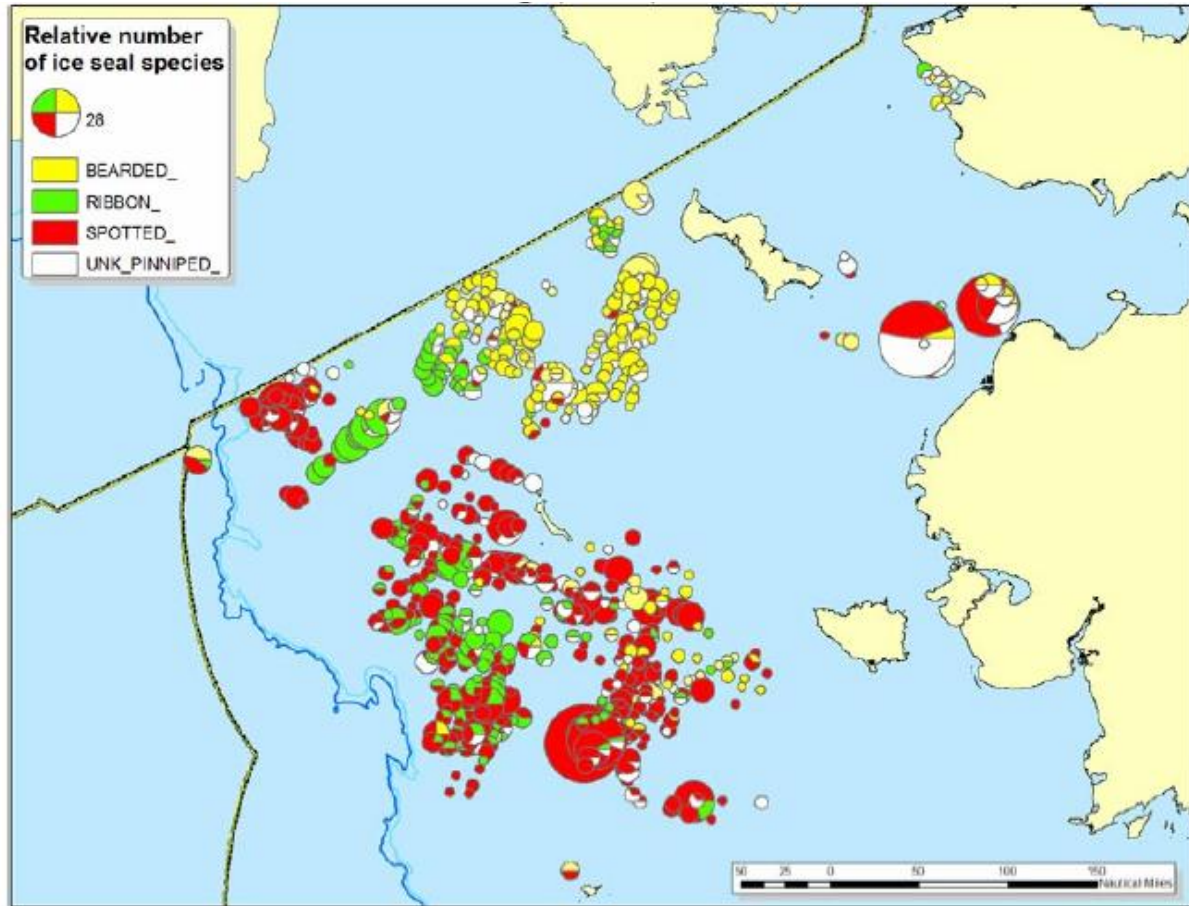 Relative number
of ice seal species
28
BEARDED_
RIBBON_
SPOTTED_
UNK_PINNIPED_
50 25 0 50 100 150
Nautical Miles